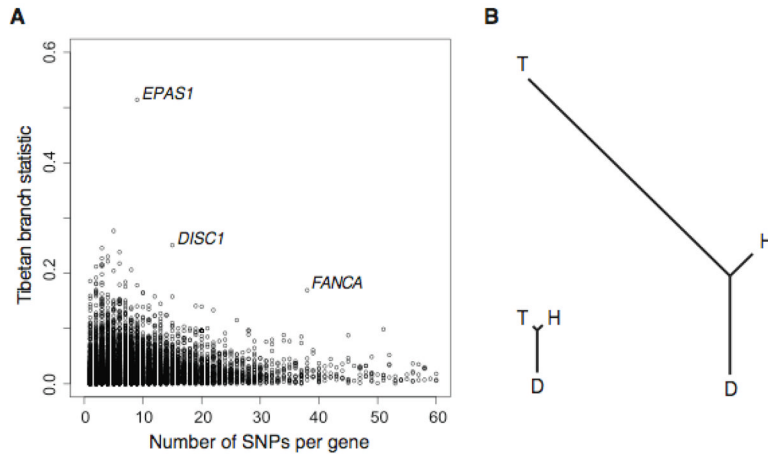 A
B
0.6
0.4
0.2
0.0
Tibetan branch statistic
EPAS1
DISC1
FANCA
0 10 20 30 40 50 60
Number of SNPs per gene
T
H
D
T H
D